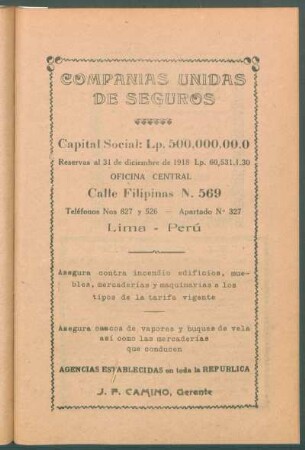 COMPAÑIAS UNIDAS
DE SEGUROS
Capital Social: Lp. 500,000.00.0
Reservas al 31 de diciembre de 1918 Lp. 60,531,1.30
OFICINA CENTRAL
Calle Filipinas N. 569
Teléfonos Nos 627 y 526 — Apartado N° 327
Lima - Perú
Asegura contra incendio edificios, mue-
bles, mercaderías y maquinarias a los
tipos de la tarifa vigente
Asegura cascos de vapores y buques de vela
así como las mercaderías
que conducen
AGENCIAS ESTABLECIDAS en toda la REPUBLICA
J. P. CAMINO, Gerente